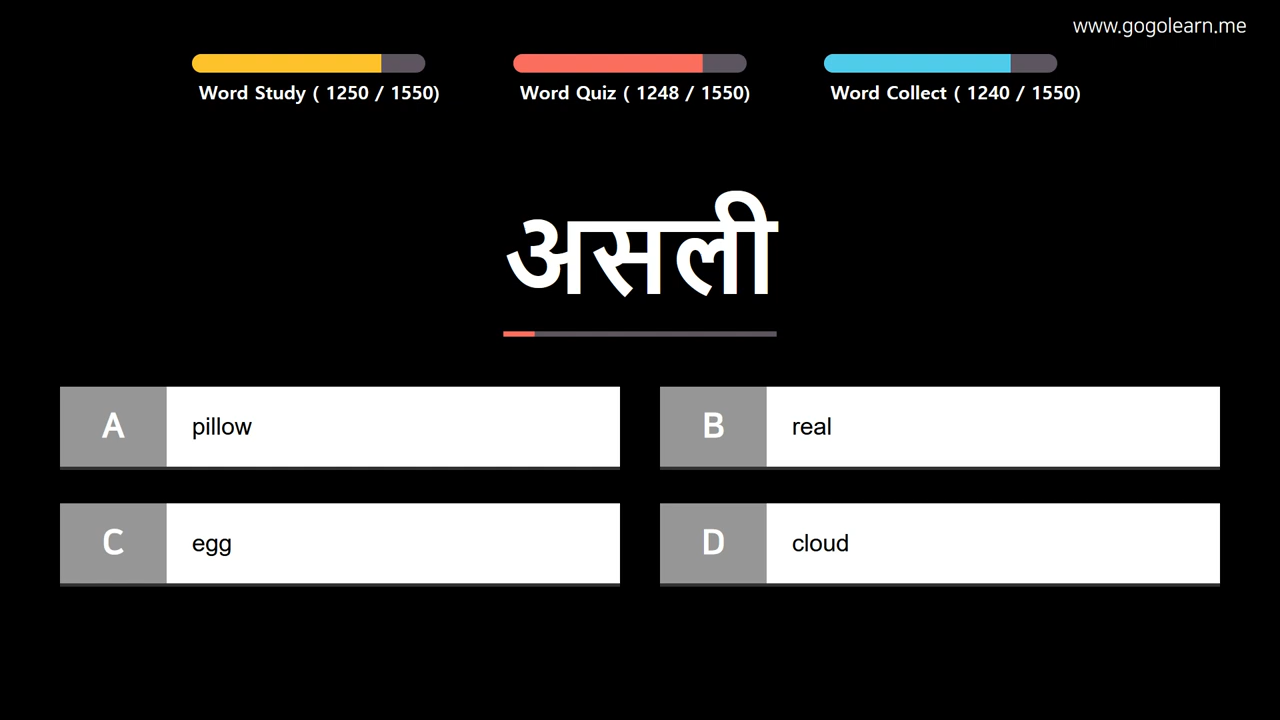 www.gogolearn.me
Word Study ( 1250 / 1550)
Word Quiz ( 1248 / 1550)
Word Collect ( 1240 / 1550)
असली
A pillow
B real
C egg
D cloud